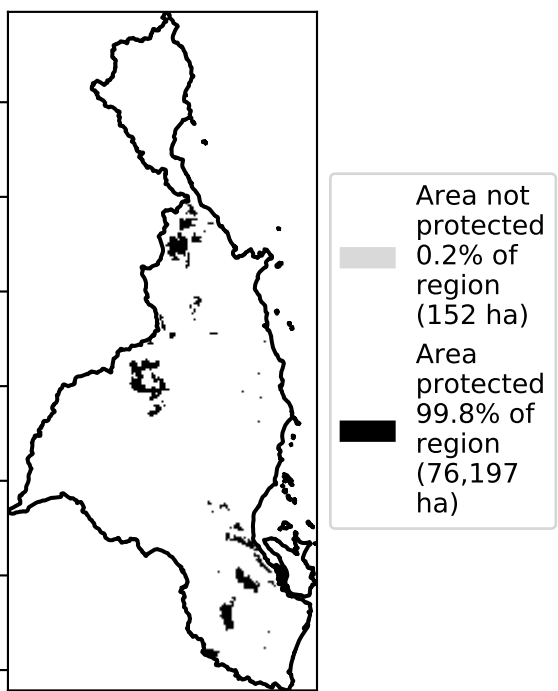 Area not
protected
0.2% of
region
(152 ha)
Area
protected
99.8% of
region
(76,197
ha)